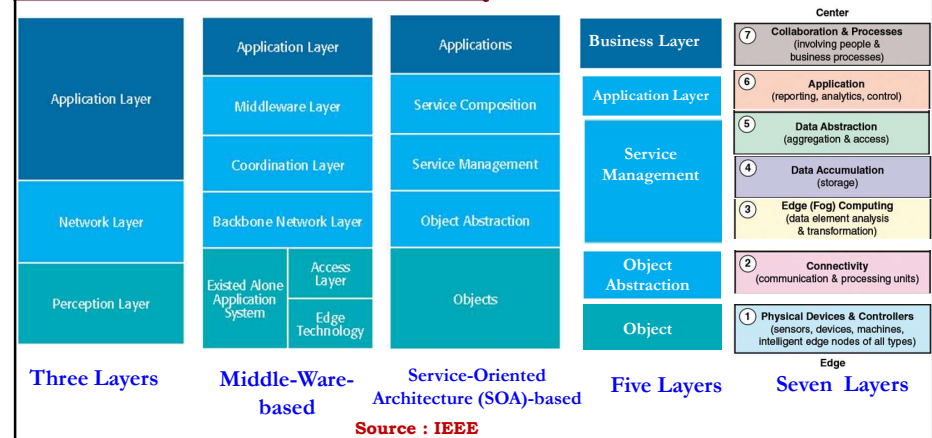 Application Layer
Network Layer
Perception Layer
Three Layers
Application Layer
Middleware Layer
Coordination Layer
Backbone Network Layer
Existed Alone
Application
System
Access
Layer
Edge
Technology
Middle-Ware-
based
Applications
Service Composition
Service Management
Object Abstraction
Objects
Service-Oriented
Architecture (SOA)-based
Business Layer
Application Layer
Service
Management
Object
Abstraction
Object
Five Layers
Center
7 Collaboration & Processes
(involving people &
business processes)
6 Application
(reporting, analytics, control)
5 Data Abstraction
(aggregation & access)
4 Data Accumulation
(storage)
3 Edge (Fog) Computing
(data element analysis
& transformation)
2 Connectivity
(communication & processing units)
1 Physical Devices & Controllers
(sensors, devices, machines,
intelligent edge nodes of all types)
Edge
Seven Layers
Source : IEEE